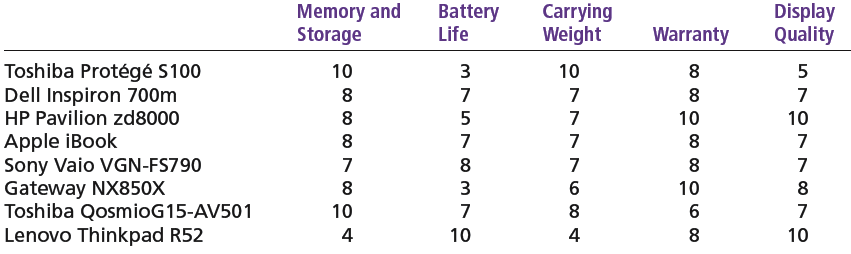 Memory and Battery Carrying Display
Storage Life Weight Warranty Quality
Toshiba Protégé S100 10 3 10 8 5
Dell Inspiron 700m 8 7 7 8 7
HP Pavilion zd8000 8 5 7 10 10
Apple iBook 8 7 7 8 7
Sony Vaio VGN-FS790 7 8 7 8 7
Gateway NX850X 8 3 6 10 8
Toshiba QosmioG15-AV501 10 7 8 6 7
Lenovo Thinkpad R52 4 10 4 8 10